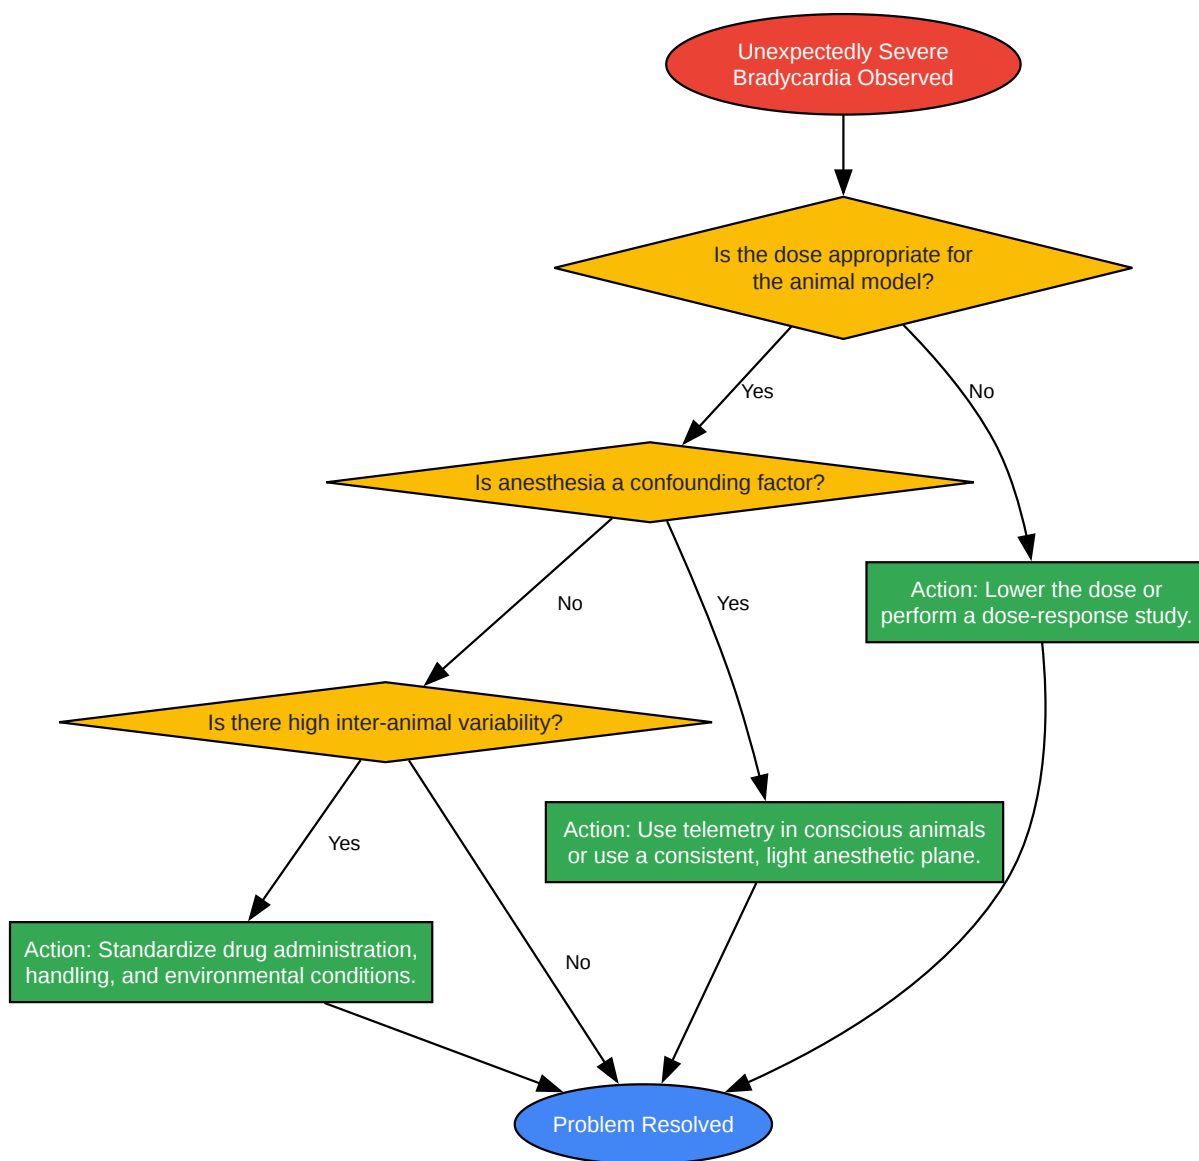 Unexpectedly Severe
Bradycardia Observed
Is the dose appropriate for
the animal model?
Yes
No
Is anesthesia a confounding factor?
No
Yes
Action: Lower the dose or
perform a dose-response study.
Is there high inter-animal variability?
Yes
No
Action: Use telemetry in conscious animals
or use a consistent, light anesthetic plane.
Action: Standardize drug administration,
handling, and environmental conditions.
Problem Resolved